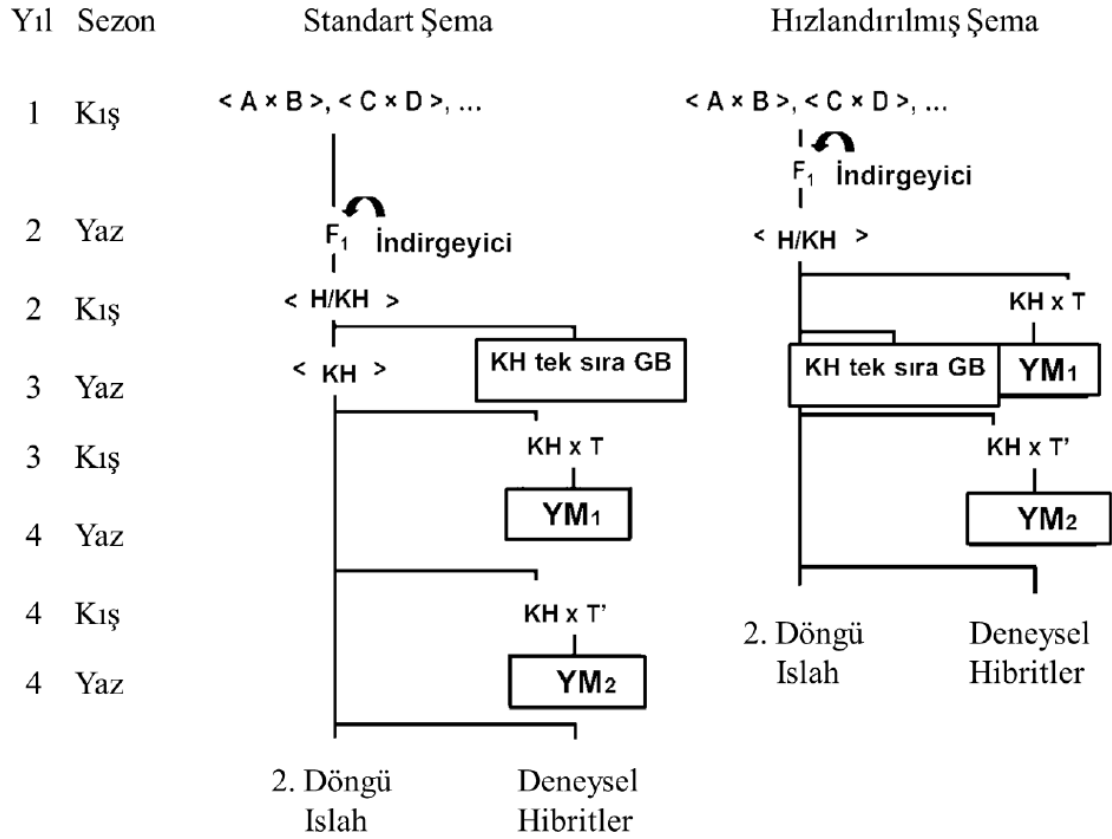 Yıl Sezon Standart Şema Hızlandırılmış Şema
1 Kış < A × B >, < C × D >, ... < A × B >, < C × D >, ...
F₁ İndirgeyici
2 Yaz F₁ İndirgeyici < H/KH >
2 Kış < H/KH > KH x T
3 Yaz < KH > KH tek sıra GB KH tek sıra GB YM₁
3 Kış KH x T KH x T’
4 Yaz YM₁ YM₂
4 Kış KH x T’ 2. Döngü Islah Deneysel Hibritler
4 Yaz YM₂
2. Döngü Deneysel
Islah Hibritler